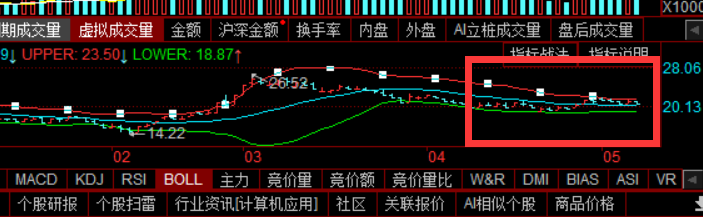 X1000
期成交量 虚拟成交量 金额 沪深金额 换手率 内盘 外盘 AI立桩成交量 盘后成交量
9↓ UPPER: 23.50↓ LOWER: 18.87↑ 指标战法 指标说明
28.06
26.52
20.13
14.22
02 03 04 05
MACD KDJ RSI BOLL 主力 竞价量 竞价额 竞价量比 W&R DMI BIAS ASI VR
个股研报 个股扫雷 行业资讯[计算机应用] 社区 关联报价 AI相似个股 商品价格